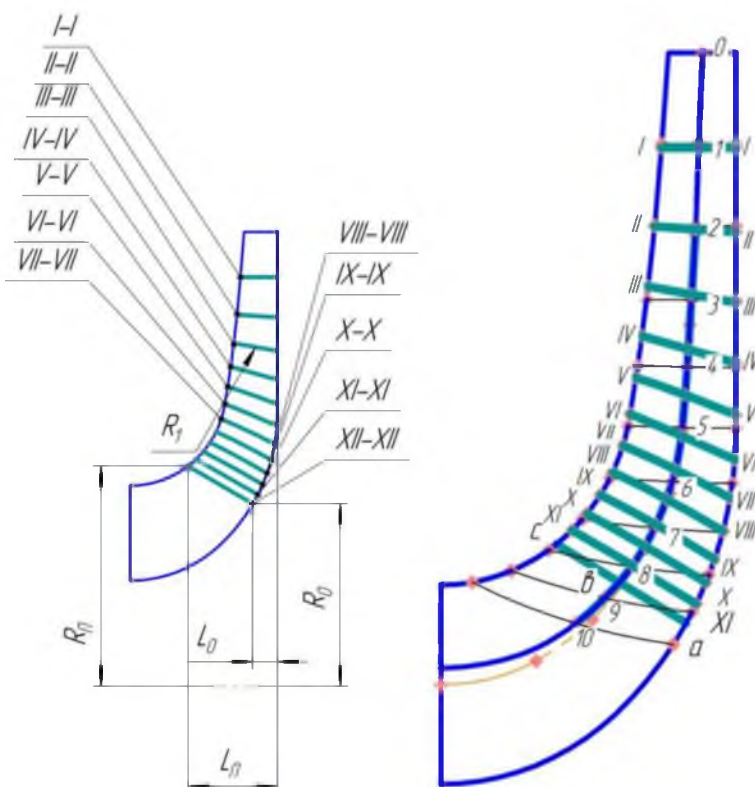 I–I
II–II
III–III
IV–IV
V–V
VI–VI
VII–VII
VIII–VIII
IX–IX
X–X
XI–XI
XII–XII
R₁
Rп
R₀
L₀
Lп
0
I 1 I
II 2 II
III 3 III
IV 4 IV
V V
VI 5 VI
VII 6 VII
VIII 7 VIII
IX 8 IX
X 9 X
XI 10 XI
c в a